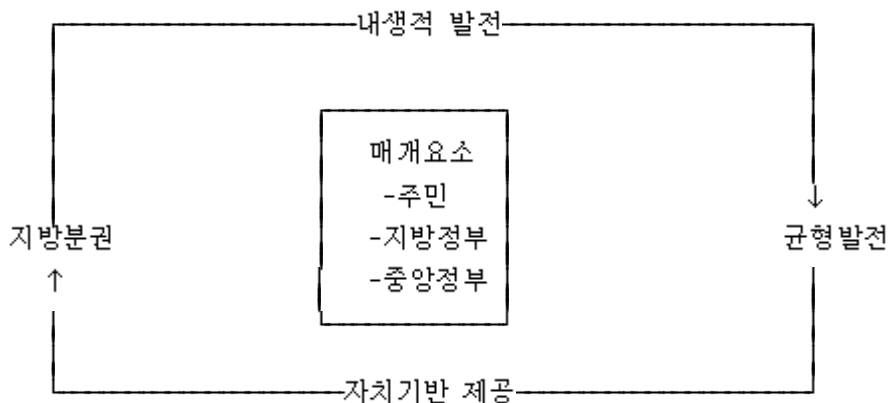 내생적 발전
매개요소
-주민
지방분권
-지방정부
균형발전
-중앙정부
자치기반 제공